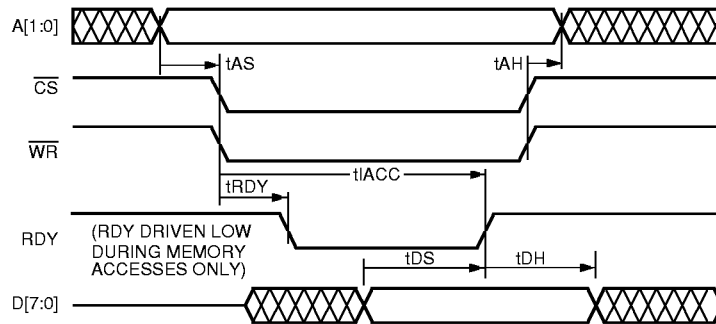 A[1:0]
tAS
tAH
CS
WR
tIACC
tRDY
RDY
(RDY DRIVEN LOW
DURING MEMORY
ACCESSES ONLY)
tDS
tDH
D[7:0]